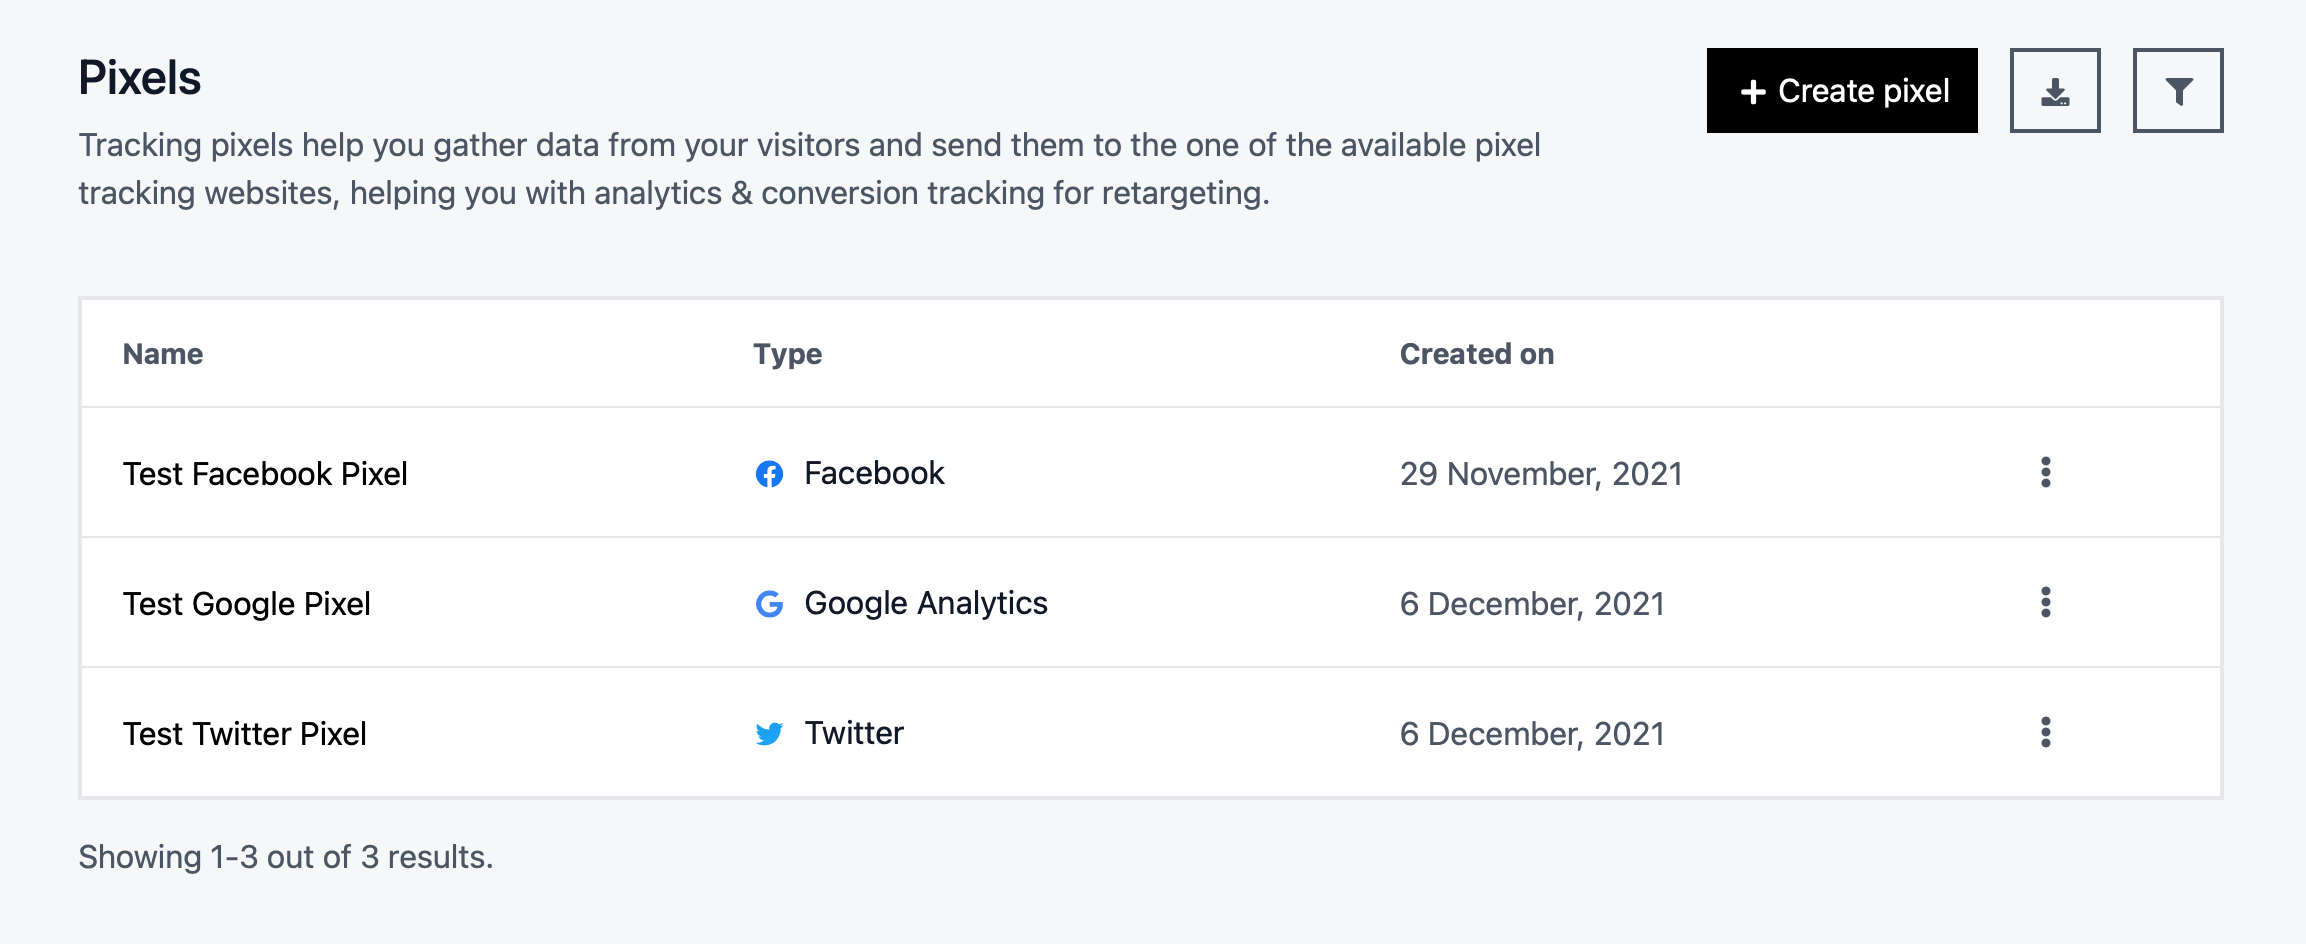 Pixels
+ Create pixel
Tracking pixels help you gather data from your visitors and send them to the one of the available pixel
tracking websites, helping you with analytics & conversion tracking for retargeting.
Name Type Created on
Test Facebook Pixel Facebook 29 November, 2021
Test Google Pixel Google Analytics 6 December, 2021
Test Twitter Pixel Twitter 6 December, 2021
Showing 1-3 out of 3 results.